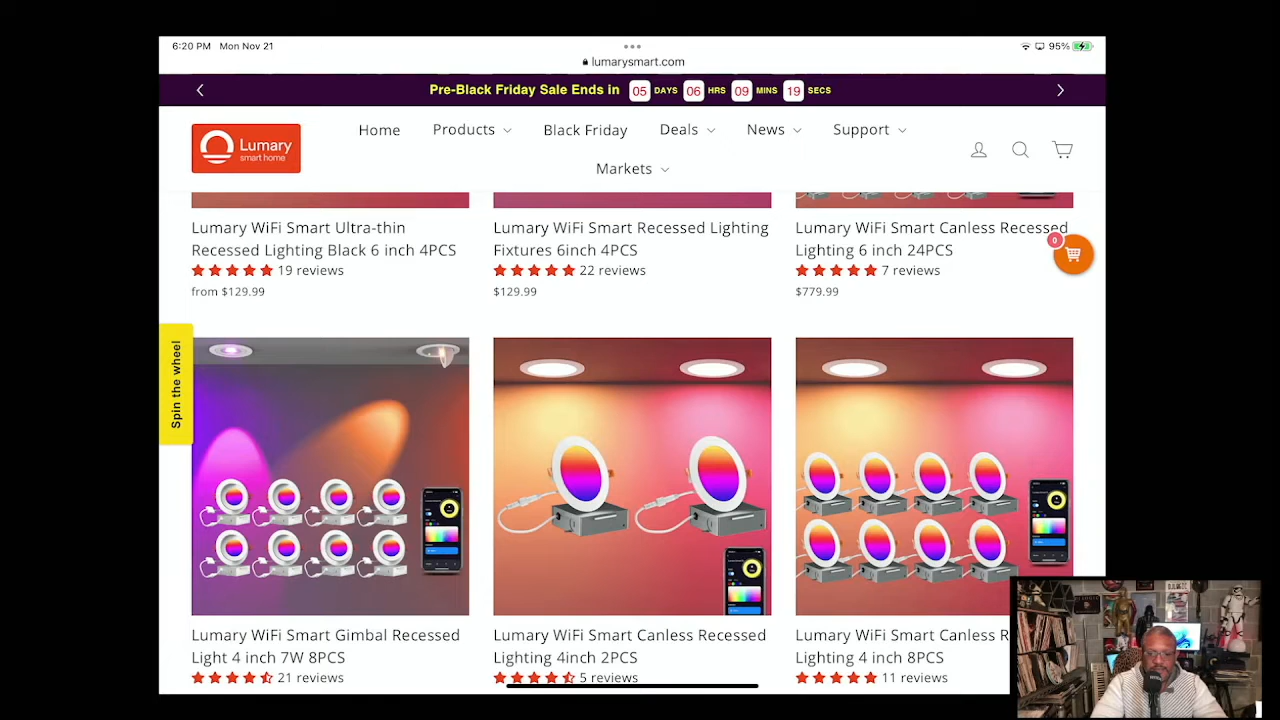 6:20 PM Mon Nov 21
95%
lumarysmart.com
Pre-Black Friday Sale Ends in 05 DAYS 06 HRS 09 MINS 19 SECS
Lumary
smart home
Home Products Black Friday Deals News Support
Markets
Lumary WiFi Smart Ultra-thin
Recessed Lighting Black 6 inch 4PCS
19 reviews
from $129.99
Lumary WiFi Smart Recessed Lighting
Fixtures 6inch 4PCS
22 reviews
$129.99
Lumary WiFi Smart Canless Recessed
Lighting 6 inch 24PCS
7 reviews
$779.99
0
Spin the wheel
Lumary WiFi Smart Gimbal Recessed
Light 4 inch 7W 8PCS
21 reviews
Lumary WiFi Smart Canless Recessed
Lighting 4inch 2PCS
5 reviews
Lumary WiFi Smart Canless R
Lighting 4 inch 8PCS
11 reviews